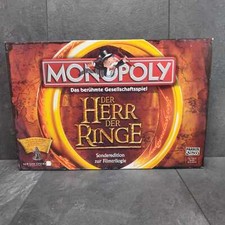 MONOPOLY
Das berühmte Gesellschaftsspiel
DER
HERR
DER
RINGE
Sonderedition
zur Filmtrilogie